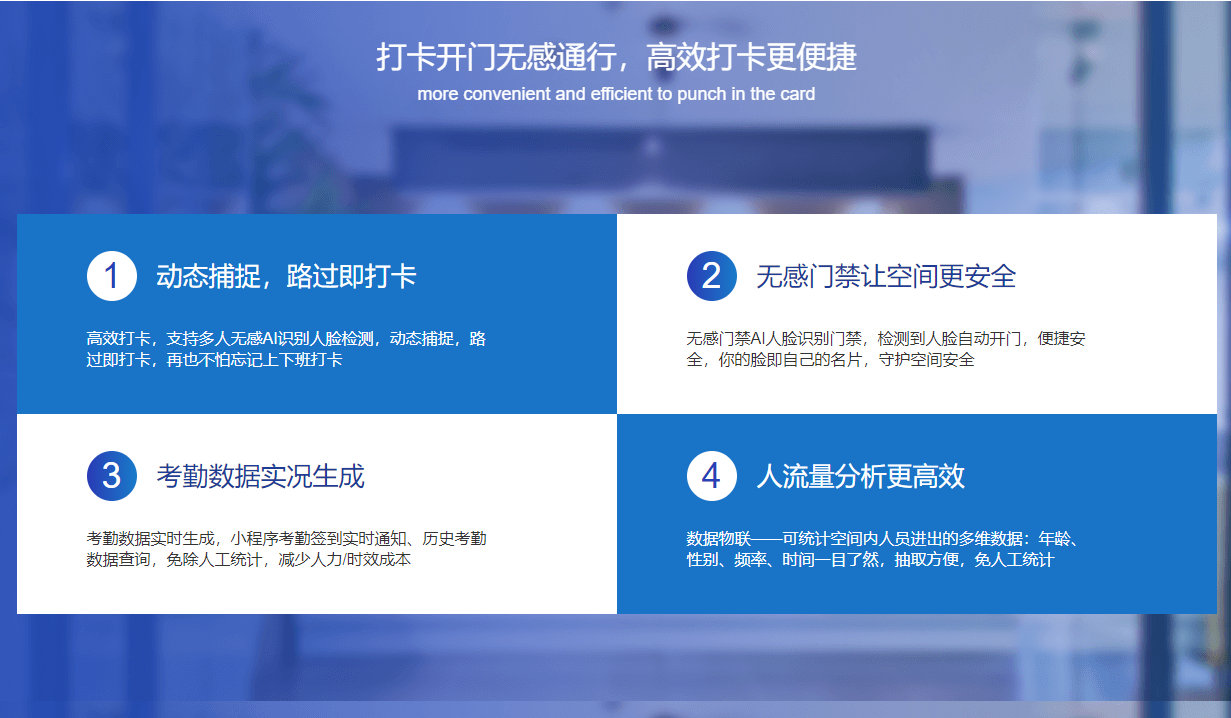 打卡开门无感通行，高效打卡更便捷
more convenient and efficient to punch in the card
1 动态捕捉，路过即打卡
高效打卡，支持多人无感AI识别人脸检测，动态捕捉，路
过即打卡，再也不怕忘记上下班打卡
2 无感门禁让空间更安全
无感门禁AI人脸识别门禁，检测到人脸自动开门，便捷安
全，你的脸即自己的名片，守护空间安全
3 考勤数据实况生成
考勤数据实时生成，小程序考勤签到实时通知、历史考勤
数据查询，免除人工统计，减少人力/时效成本
4 人流量分析更高效
数据物联——可统计空间内人员进出的多维数据：年龄、
性别、频率、时间一目了然，抽取方便，免人工统计